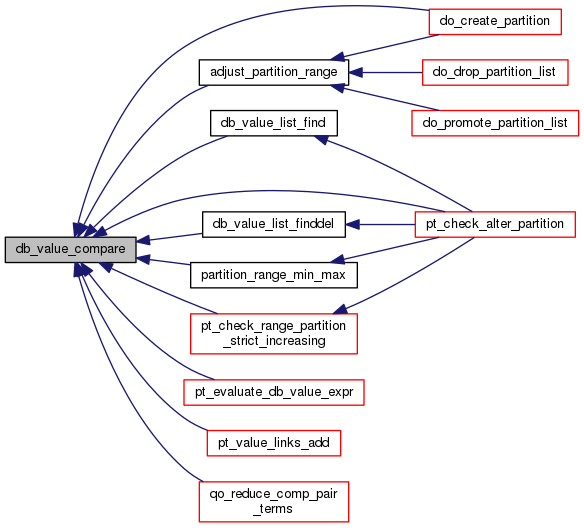 do_create_partition
adjust_partition_range
do_drop_partition_list
db_value_list_find
do_promote_partition_list
db_value_list_finddel
pt_check_alter_partition
db_value_compare
partition_range_min_max
pt_check_range_partition
_strict_increasing
pt_evaluate_db_value_expr
pt_value_links_add
qo_reduce_comp_pair
_terms